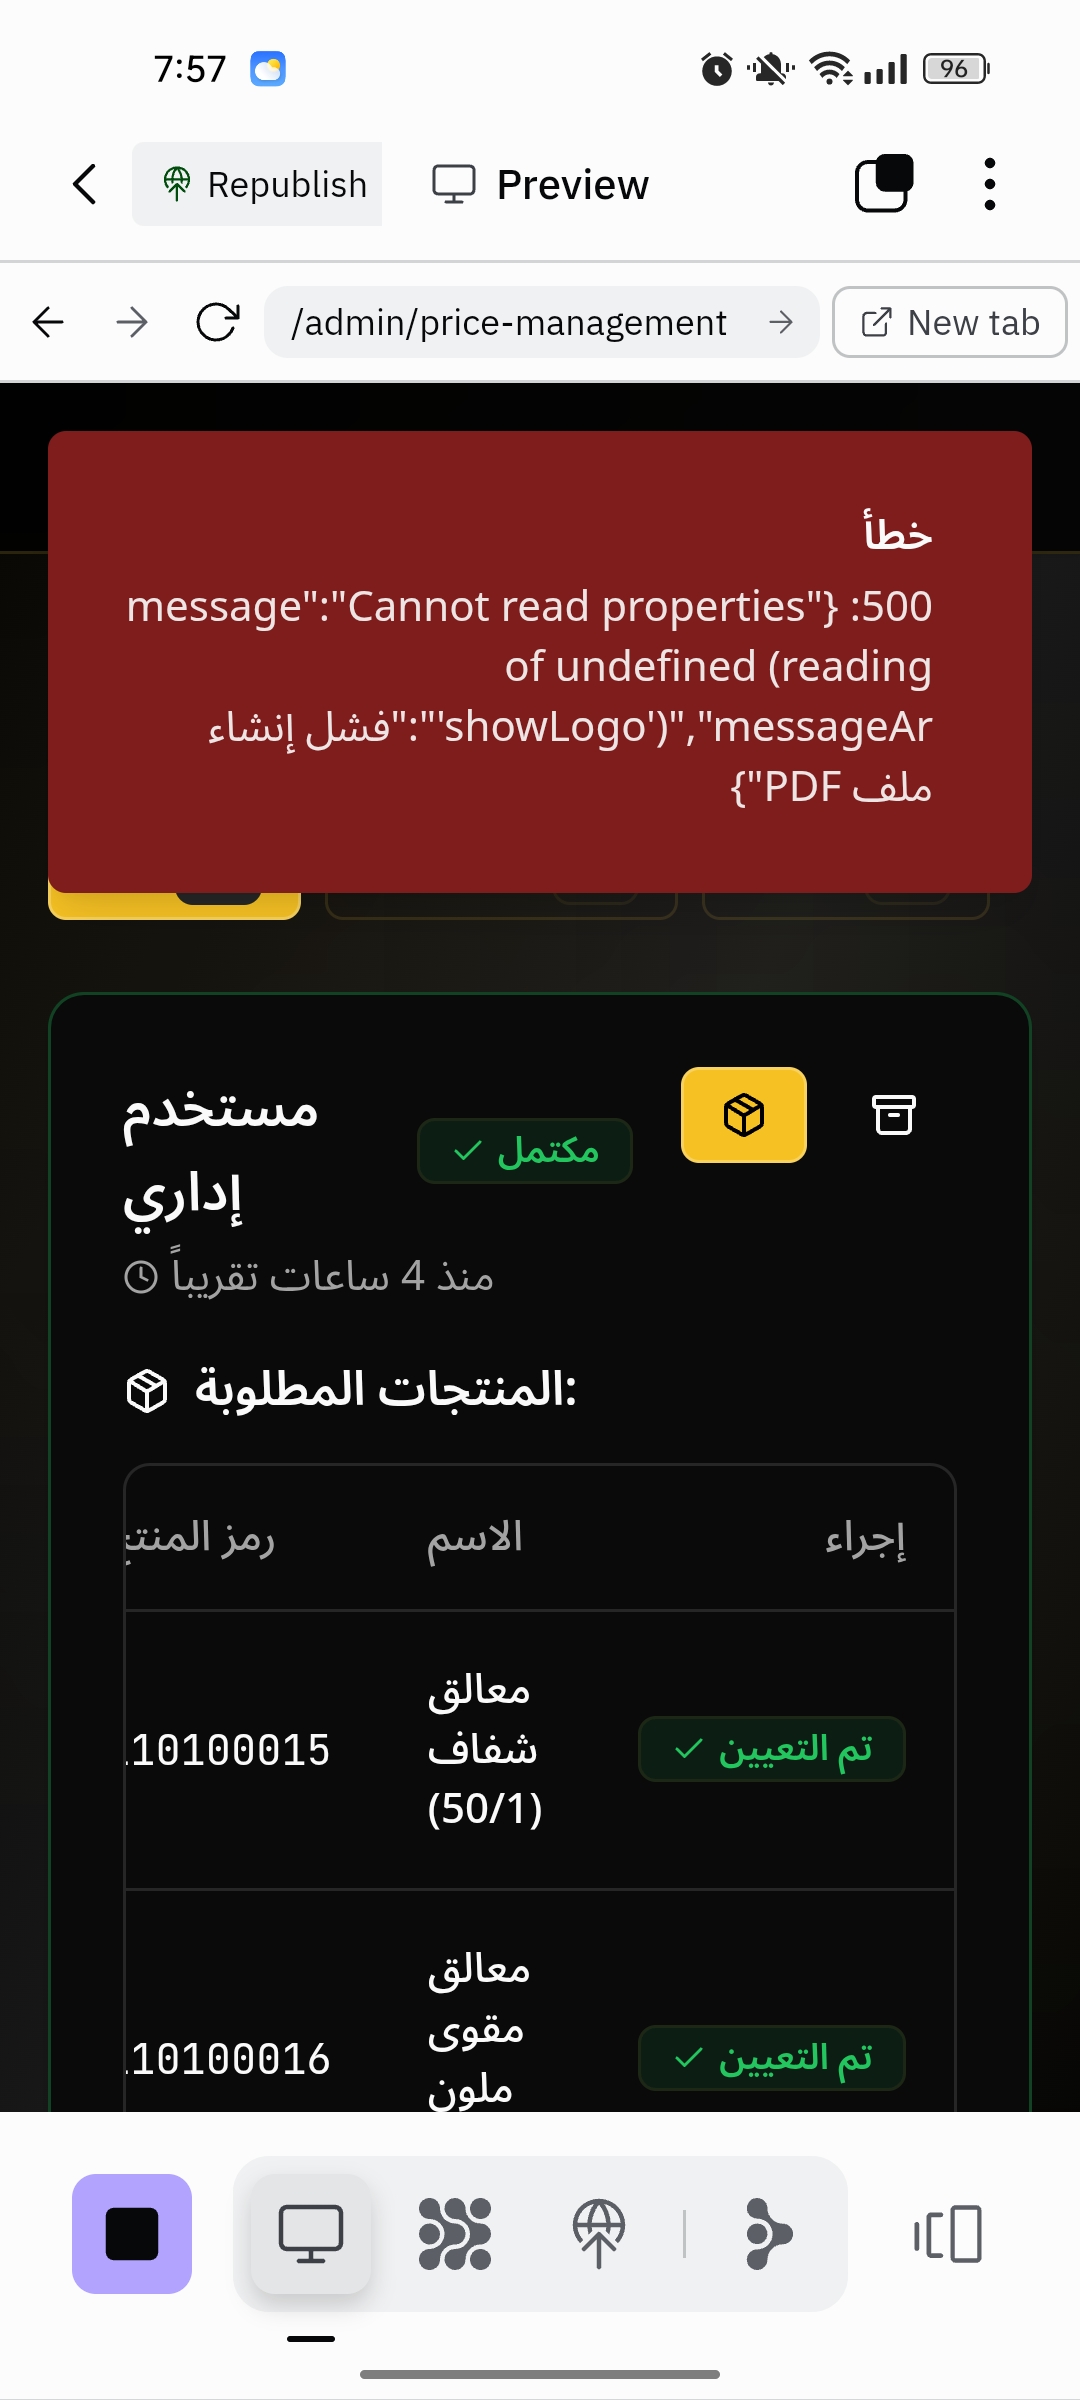 7:57
96
Republish
Preview
/admin/price-management
New tab
خطأ
500: {"message":"Cannot read properties
of undefined (reading
'showLogo')","messageAr":"فشل إنشاء
ملف PDF"}
مستخدم
إداري
مكتمل
منذ 4 ساعات تقريباً
المنتجات المطلوبة:
إجراء
الاسم
رمز المنتج
معالق
شفاف
(50/1)
10100015
تم التعيين
معالق
مقوى
ملون
10100016
تم التعيين